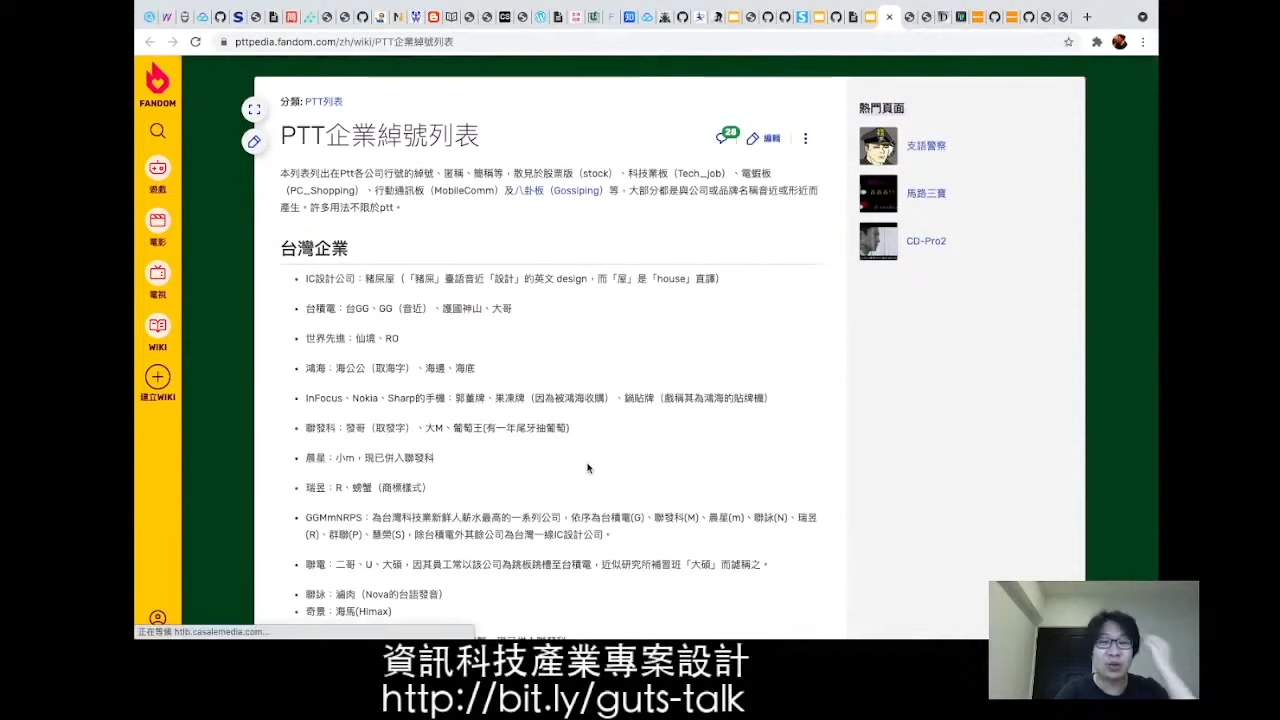 pttpedia.fandom.com/zh/wiki/PTT企業綽號列表
FANDOM
遊戲
電影
電視
WIKI
建立WIKI
分類: PTT列表
PTT企業綽號列表
28
編輯
本列表列出在Ptt各公司行號的綽號、匿稱、簡稱等，散見於股票版（stock）、科技業板（Tech_job）、電蝦板
（PC_Shopping）、行動通訊板（MobileComm）及八卦板（Gossiping）等。大部分都是與公司或品牌名稱音近或形近而
產生。許多用法不限於ptt。
台灣企業
IC設計公司：豬屎屋（「豬屎」臺語音近「設計」的英文 design，而「屋」是「house」直譯）
台積電：台GG、GG（音近）、護國神山、大哥
世界先進：仙境、RO
鴻海：海公公（取海字）、海邊、海底
InFocus、Nokia、Sharp的手機：郭董牌、果凍牌（因為被鴻海收購）、鍋貼牌（戲稱其為鴻海的貼牌機）
聯發科：發哥（取發字）、大M、葡萄王(有一年尾牙抽葡萄)
晨星：小m，現已併入聯發科
瑞昱：R、螃蟹（商標樣式）
GGMmNRPS：為台灣科技業新鮮人薪水最高的一系列公司，依序為台積電(G)、聯發科(M)、晨星(m)、聯詠(N)、瑞昱
(R)、群聯(P)、慧榮(S)，除台積電外其餘公司為台灣一線IC設計公司。
聯電：二哥、U、大碩，因其員工常以該公司為跳板跳槽至台積電，近似研究所補習班「大碩」而謔稱之。
聯詠：滷肉（Nova的台語發音）
奇景：海馬(Himax)
熱門頁面
支語警察
馬路三寶
CD-Pro2
正在等候 htlb.casalemedia.com...
資訊科技產業專案設計
http://bit.ly/guts-talk